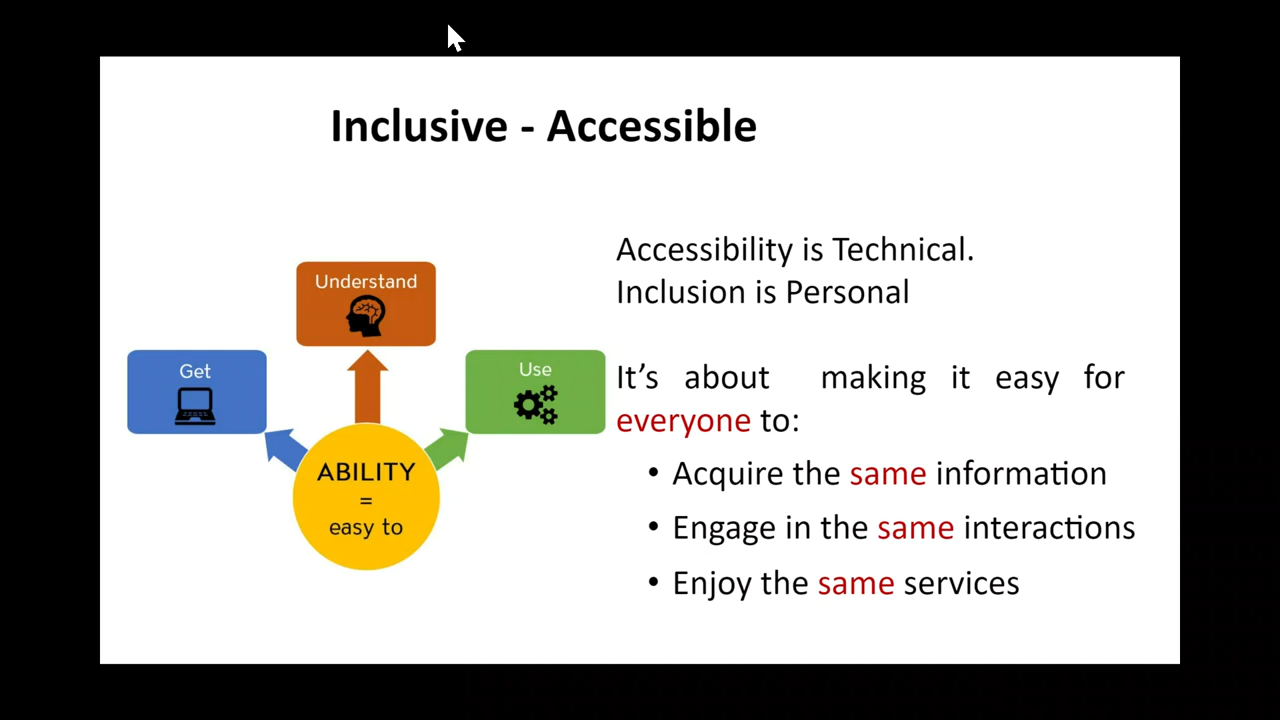 Inclusive - Accessible
Understand
Get
Use
ABILITY
=
easy to
Accessibility is Technical.
Inclusion is Personal
It’s about making it easy for
everyone to:
• Acquire the same information
• Engage in the same interactions
• Enjoy the same services